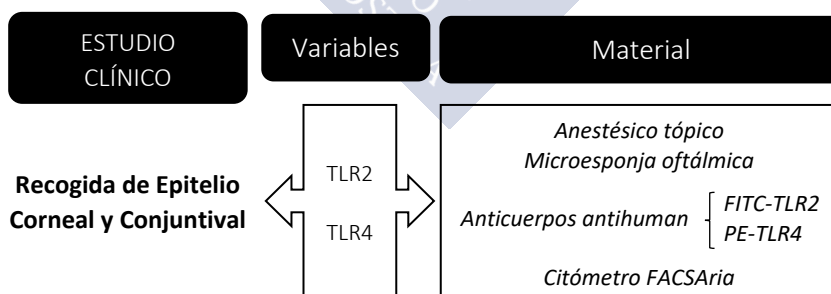 ESTUDIO
CLÍNICO
Variables
Material
Recogida de Epitelio
Corneal y Conjuntival
TLR2
TLR4
Anestésico tópico
Microesponja oftálmica
Anticuerpos antihuman
FITC-TLR2
PE-TLR4
Citómetro FACSAria